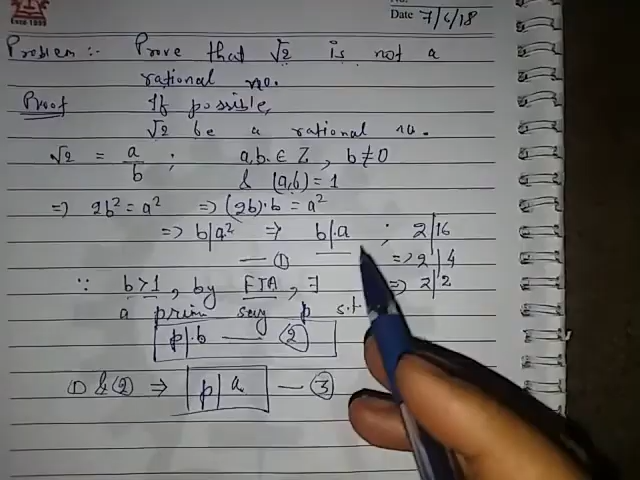 Date 7/6/18
Problem :- Prove that √2 is not a
rational no.
Proof If possible,
√2 be a rational no.
√2 = a/b ; a,b ∈ Z, b≠0
& (a,b) = 1
=> 2b² = a² => (2b)·b = a²
=> b|a² => b|a ; 2|16
— ① => 2|4
∵ b>1, by FTA, ∃ => 2|2
a prim say p s.t
p|b — ②
① & ② => p|a — ③